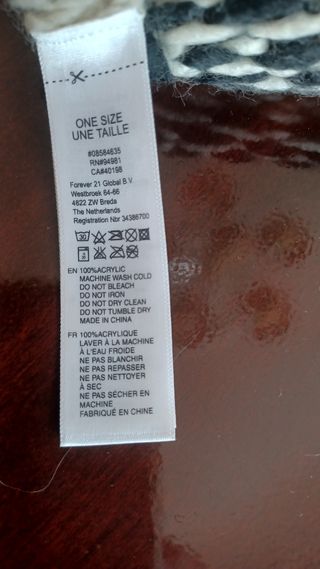 ONE SIZE
UNE TAILLE
#08584635
RN#94981
CA#40198
Forever 21 Global B.V.
Westbroek 64-66
4822 ZW Breda
The Netherlands
Registration Nbr 34386700
30
EN 100%ACRYLIC
MACHINE WASH COLD
DO NOT BLEACH
DO NOT IRON
DO NOT DRY CLEAN
DO NOT TUMBLE DRY
MADE IN CHINA
FR 100%ACRYLIQUE
LAVER À LA MACHINE
À L'EAU FROIDE
NE PAS BLANCHIR
NE PAS REPASSER
NE PAS NETTOYER
À SEC
NE PAS SÉCHER EN
MACHINE
FABRIQUÉ EN CHINE